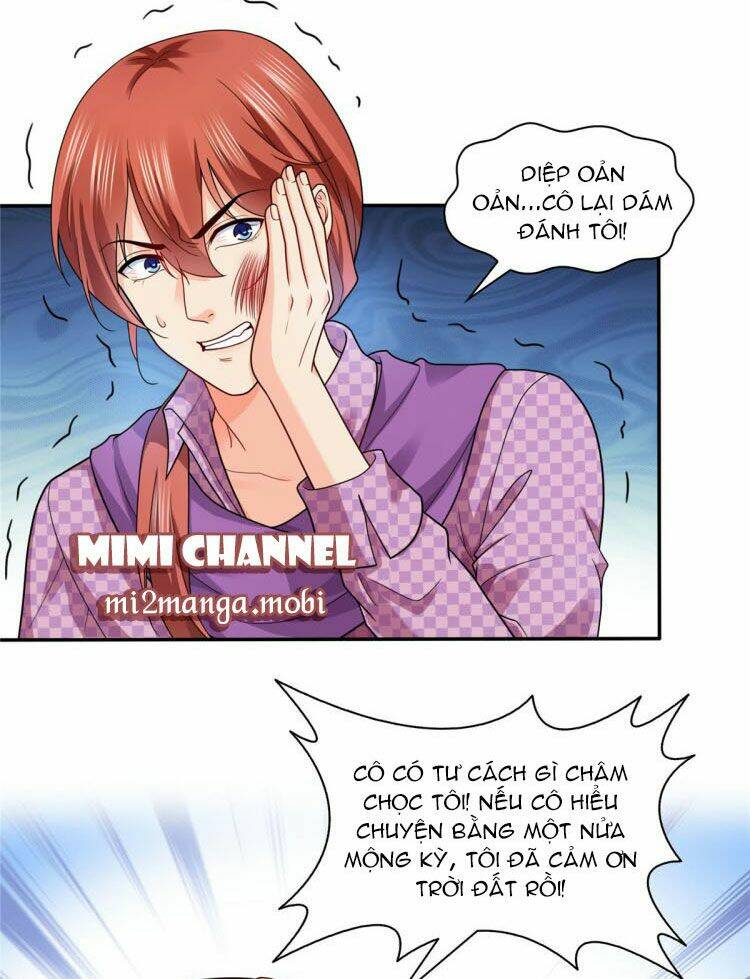 DIỆP OẢN
OẢN...CÔ LẠI DÁM
ĐÁNH TÔI!
MIMI CHANNEL
mi2manga.mobi
CÔ CÓ TƯ CÁCH GÌ CHÂM
CHỌC TÔI! NẾU CÔ HIỂU
CHUYỆN BẰNG MỘT NỬA
MỘNG KỲ, TÔI ĐÃ CẢM ƠN
TRỜI ĐẤT RỒI!